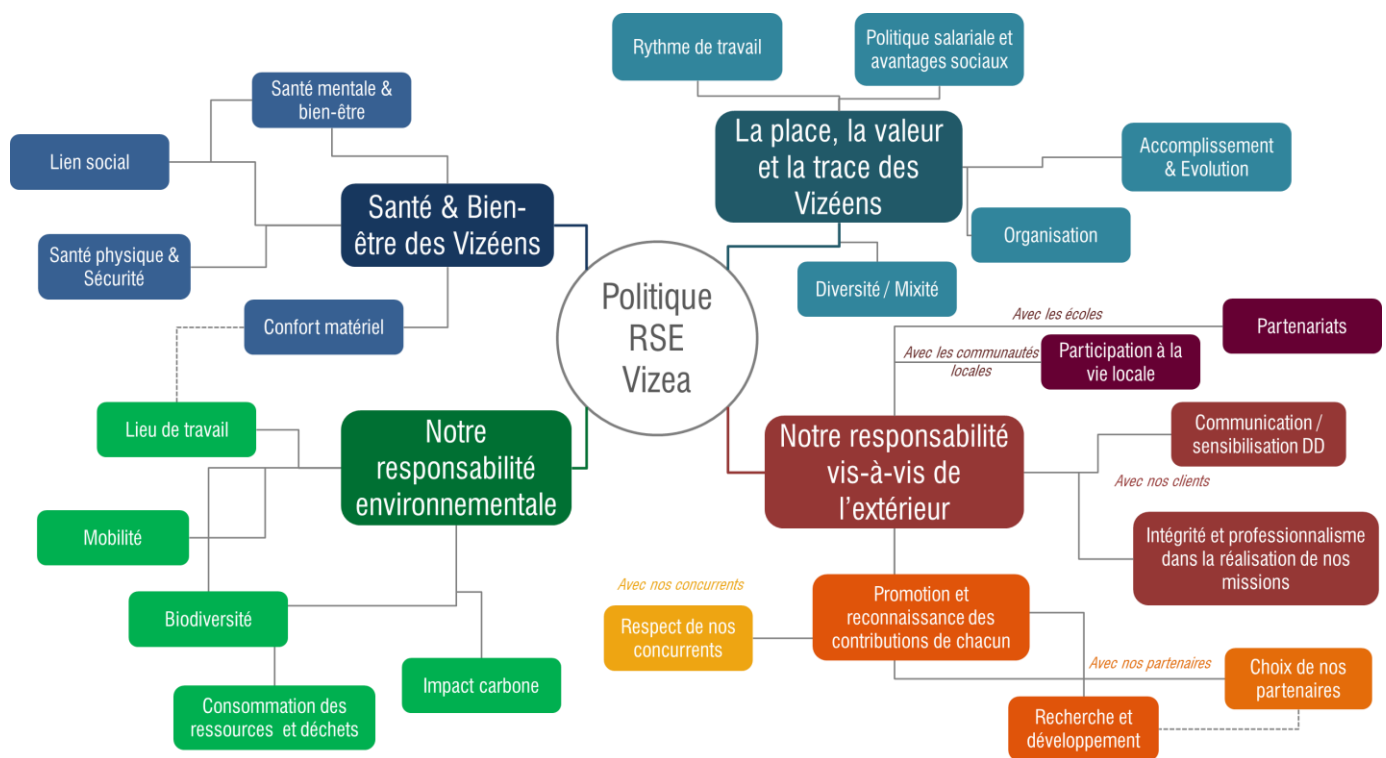 Politique
RSE
Vizea
Santé & Bien-
être des Vizéens
Santé mentale &
bien-être
Lien social
Santé physique &
Sécurité
Confort matériel
La place, la valeur
et la trace des
Vizéens
Rythme de travail
Politique salariale et
avantages sociaux
Accomplissement
& Evolution
Organisation
Diversité / Mixité
Notre
responsabilité
environnementale
Lieu de travail
Mobilité
Biodiversité
Consommation des
ressources et déchets
Impact carbone
Notre responsabilité
vis-à-vis de
l'extérieur
Avec les écoles
Partenariats
Avec les communautés
locales
Participation à la
vie locale
Communication /
sensibilisation DD
Avec nos clients
Intégrité et professionnalisme
dans la réalisation de nos
missions
Promotion et
reconnaissance des
contributions de chacun
Avec nos concurrents
Respect de nos
concurrents
Avec nos partenaires
Choix de nos
partenaires
Recherche et
développement